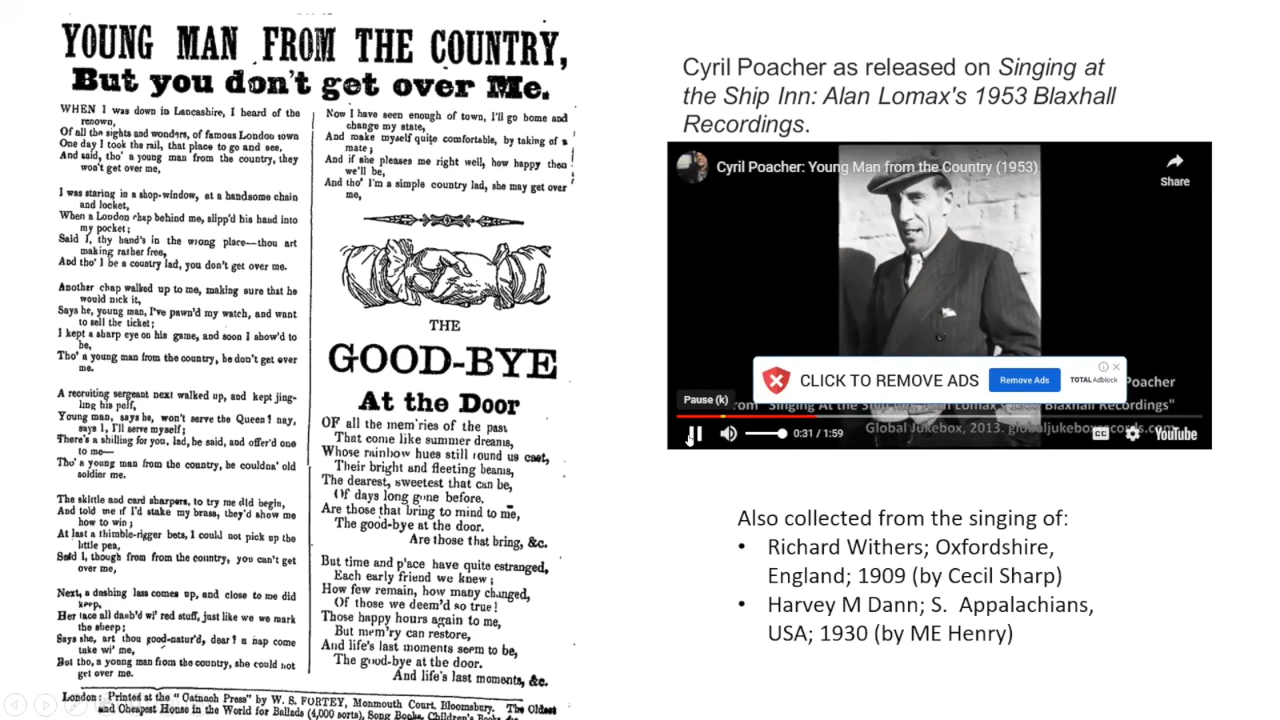 YOUNG MAN FROM THE COUNTRY,
But you don't get over Me.
WHEN I was down in Lancashire, I heard of the
renown,
Of all the sights and wonders, of famous London town
One day I took the rail, that place to go and see,
And said, tho' a young man from the country, they
won't get over me,
I was staring in a shop-window, at a handsome chain
and locket,
When a London chap behind me, slipp'd his hand into
my pocket;
Said I, thy hand's in the wrong place—thou art
making rather free,
And tho' I be a country lad, you don't get over me.
Another chap walked up to me, making sure that he
would nick it,
Says he, young man, I've pawn'd my watch, and want
to sell the ticket;
I kept a sharp eye on his game, and soon I show'd to
he,
Tho' a young man from the country, he don't get over
me.
A recruiting sergeant next walked up, and kept jing-
ling his pelf,
Young man, says he, won't serve the Queen? nay,
says I, I'll serve myself;
There's a shilling for you, lad, he said, and offer'd one
to me—
Tho' a young man from the country, he couldna' old
soldier me.
The skittle and card sharpers, to try me did begin,
And told me if I'd stake my brass, they'd show me
how to win;
At last a thimble-rigger bets, I could not pick up the
little pea,
Said I, though from from the country, you can't get
over me,
Next, a dashing lass comes up, and close to me did
keep,
Her face all daub'd wi' red stuff, just like we we mark
the sheep;
Says she, art thou good-natur'd, dear? a nap come
take wi' me,
But tho, a young man from the country, she could not
get over me.
Now I have seen enough of town, I'll go home and
change my state,
And make myself quite comfortable, by taking of a
mate;
And if she pleases me right well, how happy then
we'll be,
And tho' I'm a simple country lad, she may get over
me,
THE
GOOD-BYE
At the Door
OF all the mem'ries of the past
That come like summer dreams,
Whose rainbow hues still round us cast,
Their bright and fleeting beams,
The dearest, sweetest that can be,
Of days long gone before,
Are those that bring to mind to me,
The good-bye at the door.
Are those that bring, &c.
But time and place have quite estranged,
Each early friend we knew;
How few remain, how many changed,
Of those we deem'd so true!
Those happy hours again to me,
But mem'ry can restore,
And life's last moments seem to be,
The good-bye at the door.
And life's last moments, &c.
London: Printed at the "Catnach Press" by W. S. FORTEY, Monmouth Court, Bloomsbury. The Oldest
and Cheapest House in the World for Ballads (4,000 sorts), Song Books, Children's Books &c
Cyril Poacher as released on Singing at
the Ship Inn: Alan Lomax's 1953 Blaxhall
Recordings.
Cyril Poacher: Young Man from the Country (1953)
Share
CLICK TO REMOVE ADS
Remove Ads
TOTAL Adblock
Poacher
Pause (k)
from "Singing At the Ship Inn: Alan Lomax's 1953 Blaxhall Recordings"
Global Jukebox, 2013. globaljukeboxrecords.com
0:31 / 1:59
CC
YouTube
Also collected from the singing of:
• Richard Withers; Oxfordshire,
England; 1909 (by Cecil Sharp)
• Harvey M Dann; S. Appalachians,
USA; 1930 (by ME Henry)